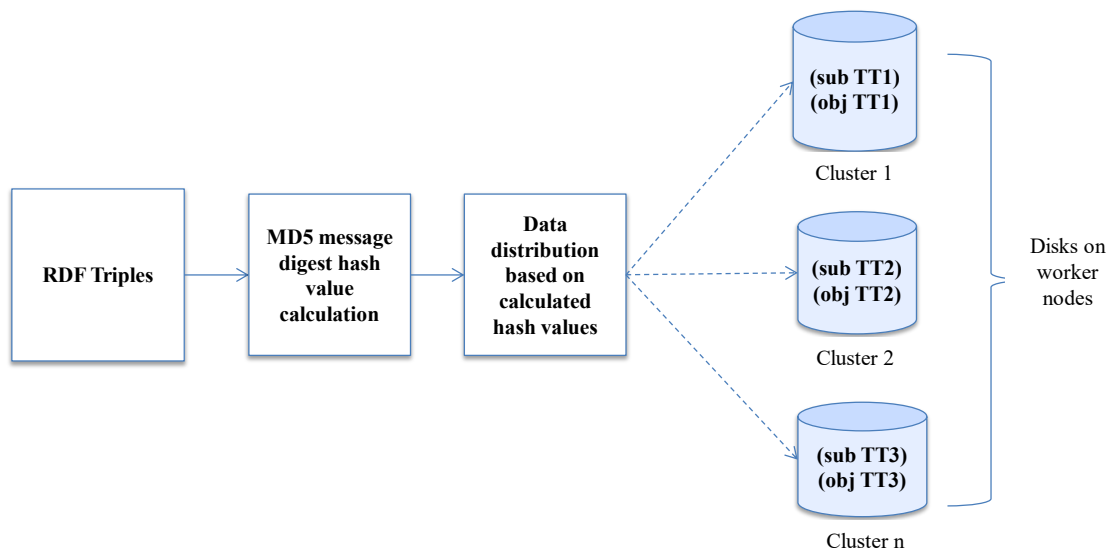 RDF Triples
MD5 message
digest hash
value
calculation
Data
distribution
based on
calculated
hash values
(sub TT1)
(obj TT1)
Cluster 1
(sub TT2)
(obj TT2)
Cluster 2
(sub TT3)
(obj TT3)
Cluster n
Disks on
worker
nodes